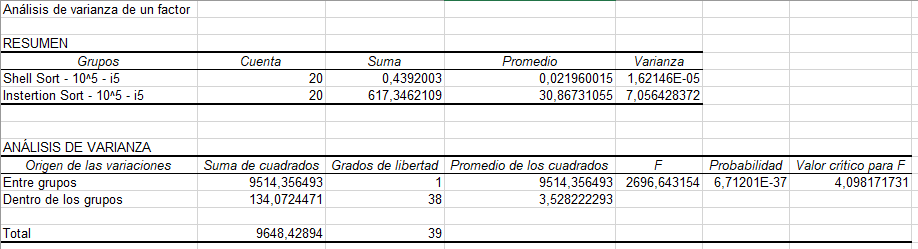 Análisis de varianza de un factor
RESUMEN
Grupos Cuenta Suma Promedio Varianza
Shell Sort - 10^5 - i5 20 0,4392003 0,021960015 1,62146E-05
Instertion Sort - 10^5 - i5 20 617,3462109 30,86731055 7,056428372
ANÁLISIS DE VARIANZA
Origen de las variaciones Suma de cuadrados Grados de libertad Promedio de los cuadrados F Probabilidad Valor crítico para F
Entre grupos 9514,356493 1 9514,356493 2696,643154 6,71201E-37 4,098171731
Dentro de los grupos 134,0724471 38 3,528222293
Total 9648,42894 39